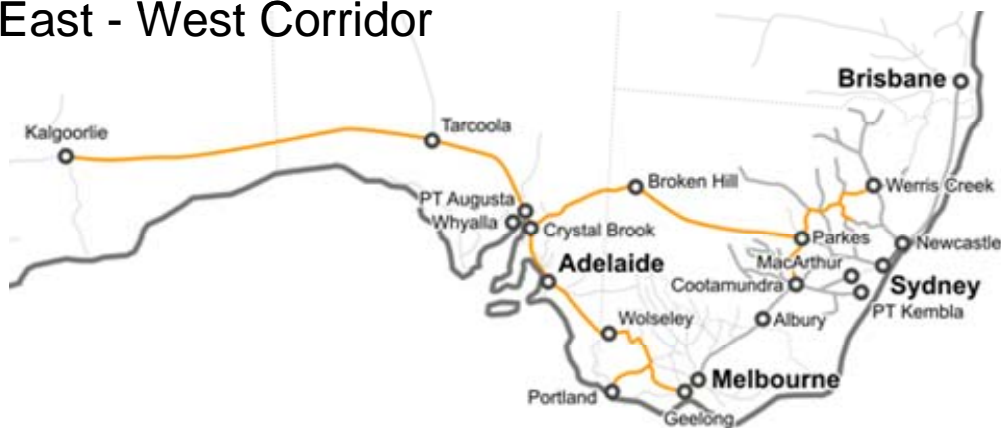 East - West Corridor
Brisbane
Kalgoorlie
Tarcoola
Broken Hill
Werris Creek
PT Augusta
Whyalla
Crystal Brook
Parkes
Newcastle
MacArthur
Adelaide
Cootamundra
Sydney
PT Kembla
Wolseley
Albury
Melbourne
Portland
Geelong